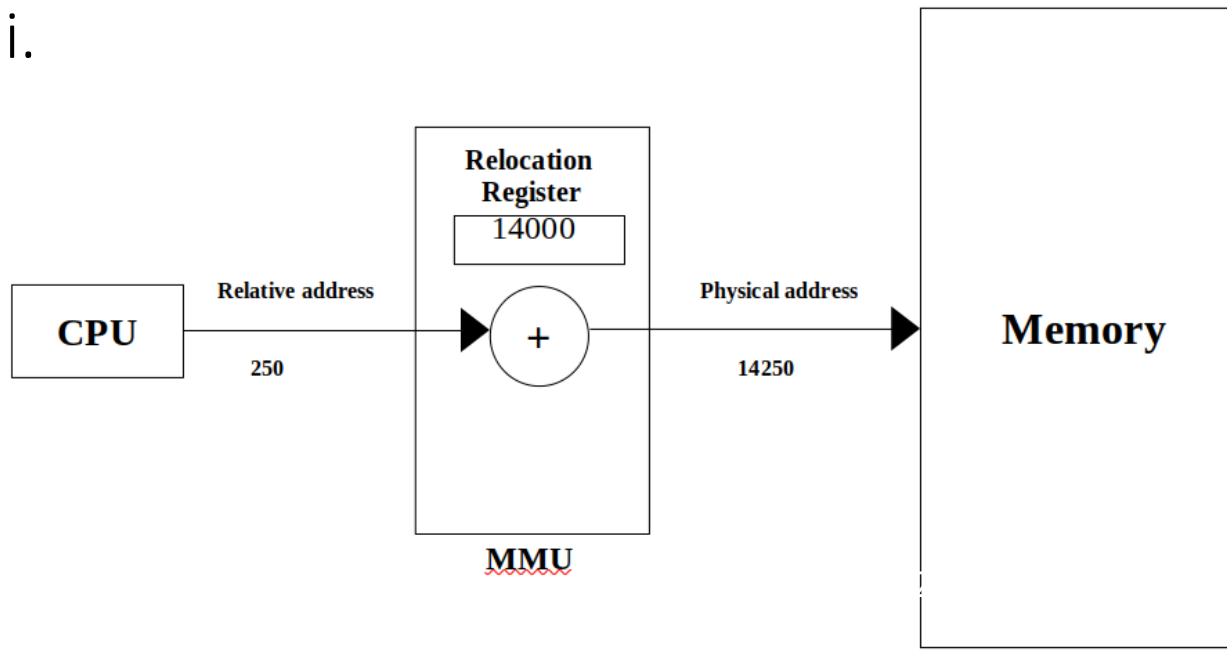 i.
Relocation
Register
14000
Relative address
Physical address
CPU
+
Memory
250
14250
MMU